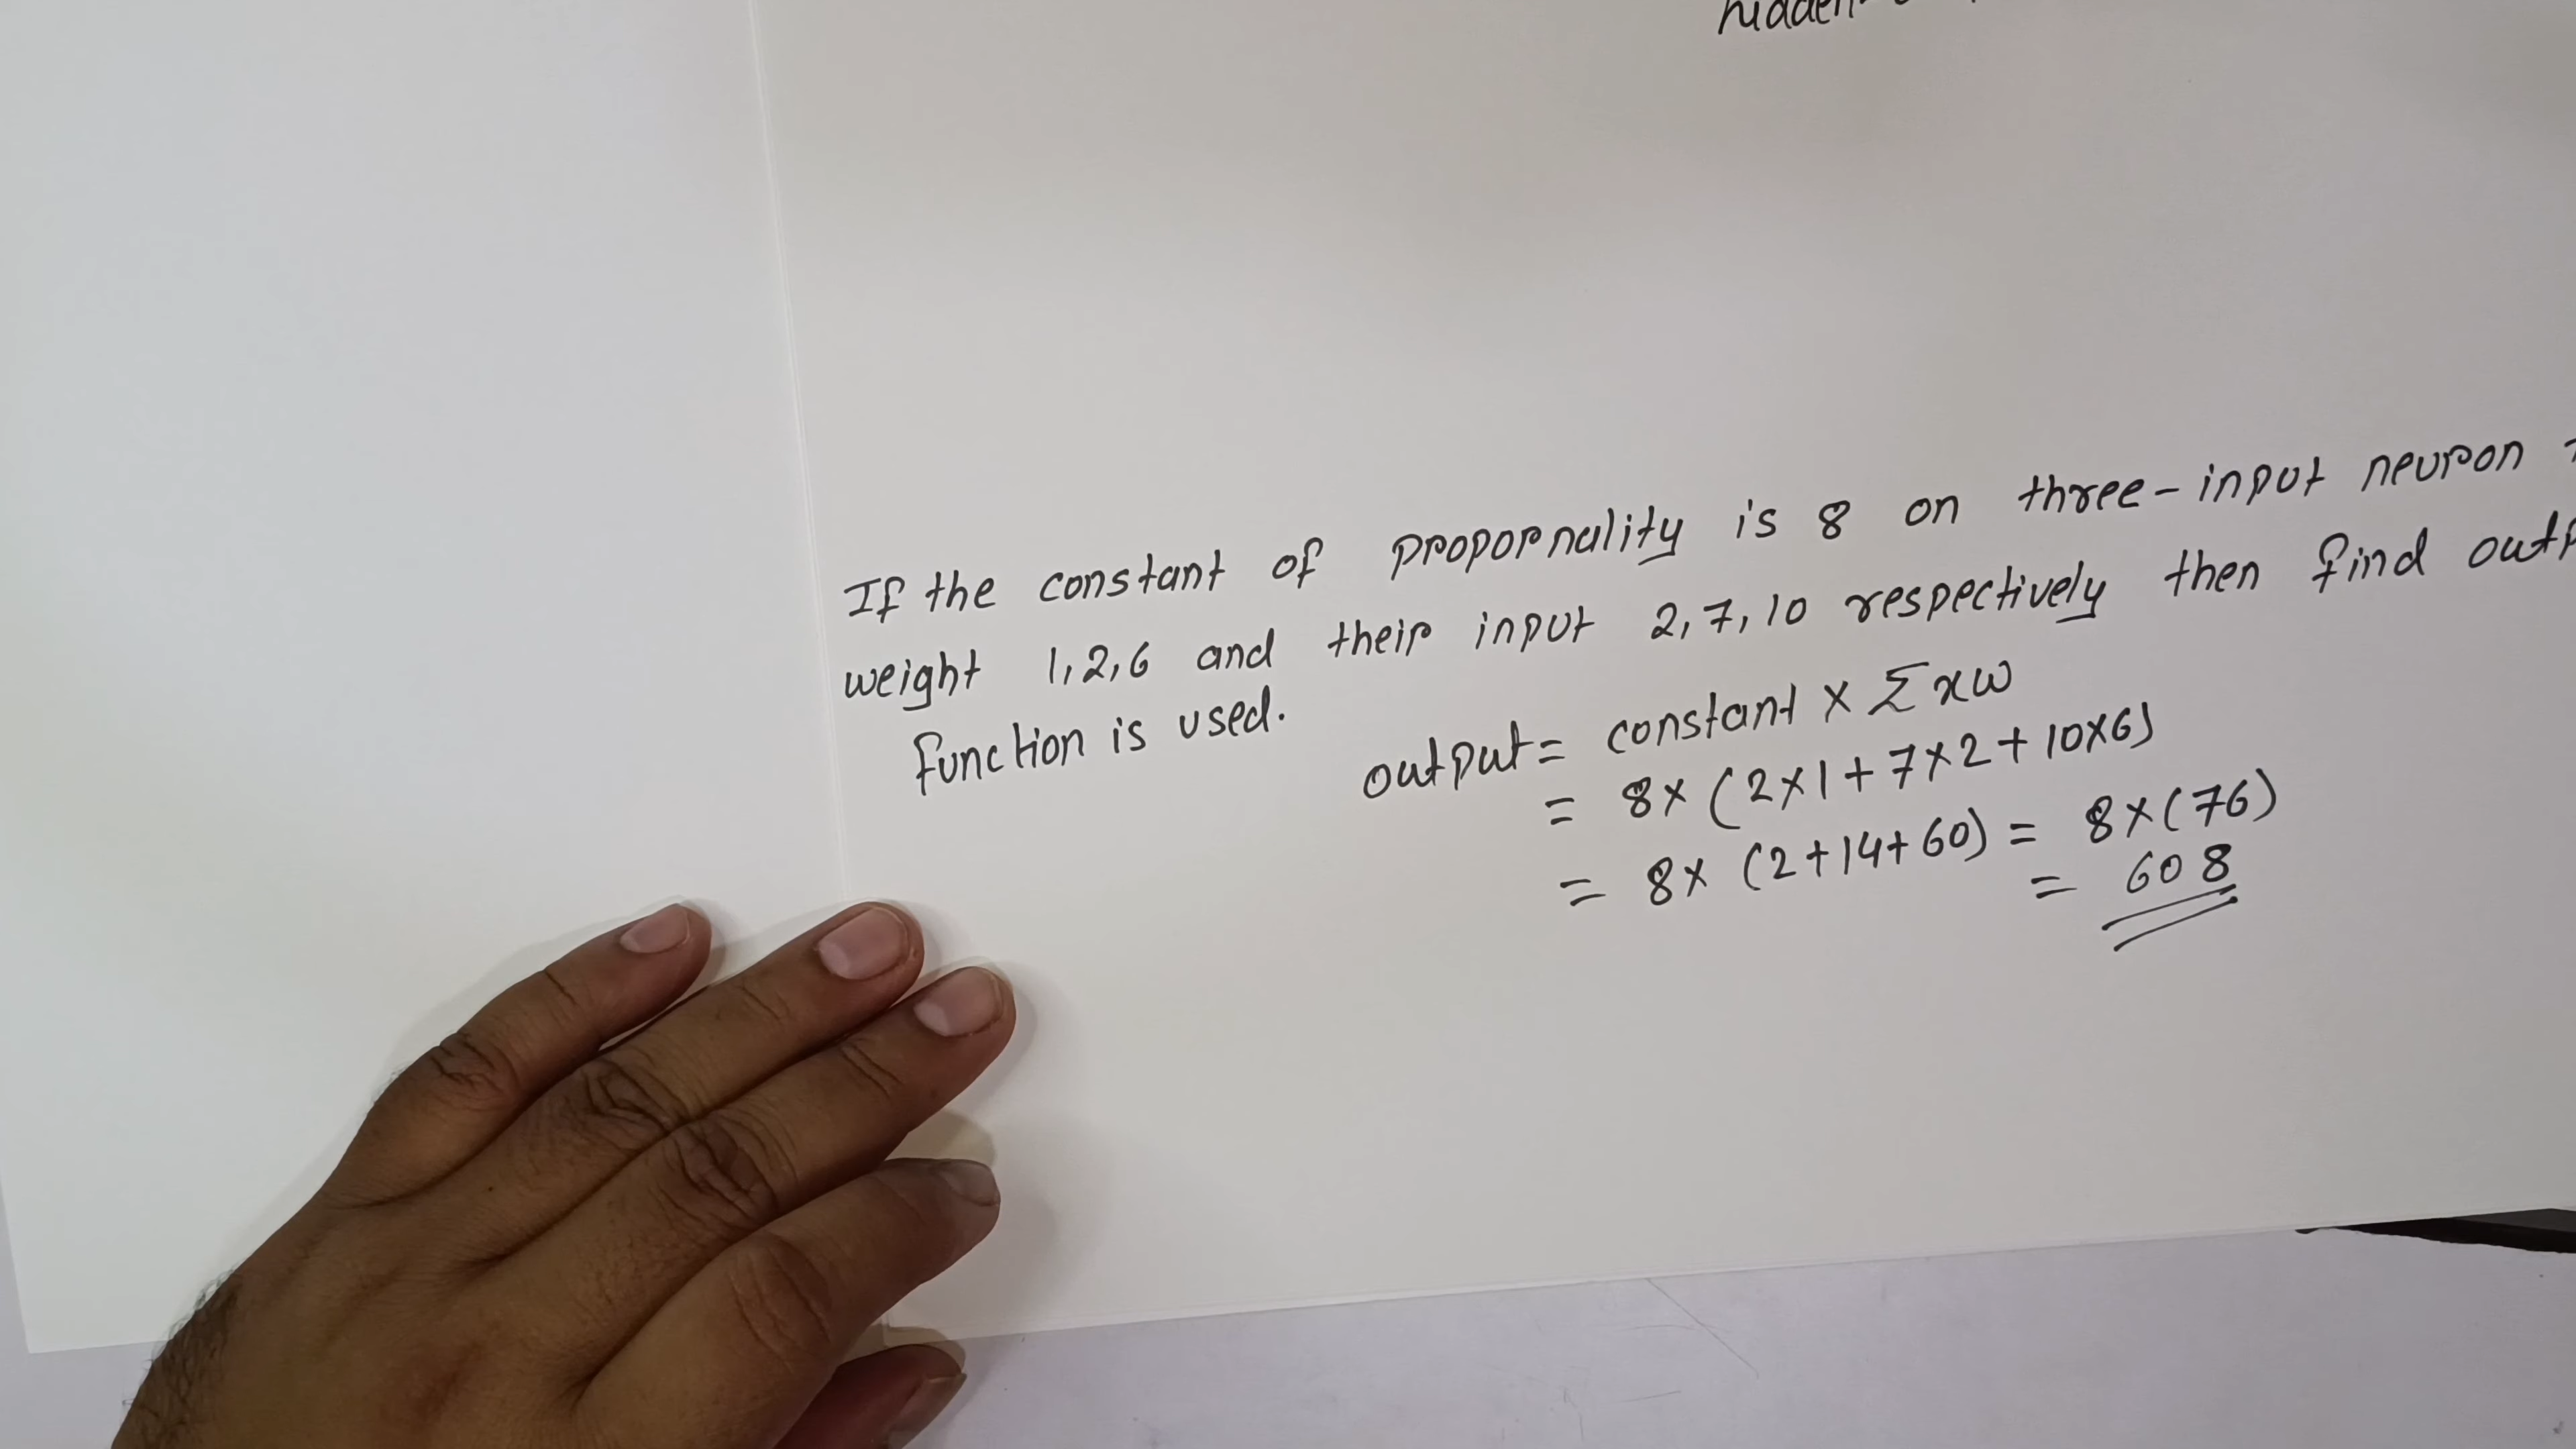 If the constant of propornality is 8 on three-input neuron
weight 1,2,6 and their input 2,7,10 respectively then find
function is used.
output = constant × Σxw
= 8×(2×1+7×2+10×6)
= 8×(2+14+60) = 8×(76)
= 608